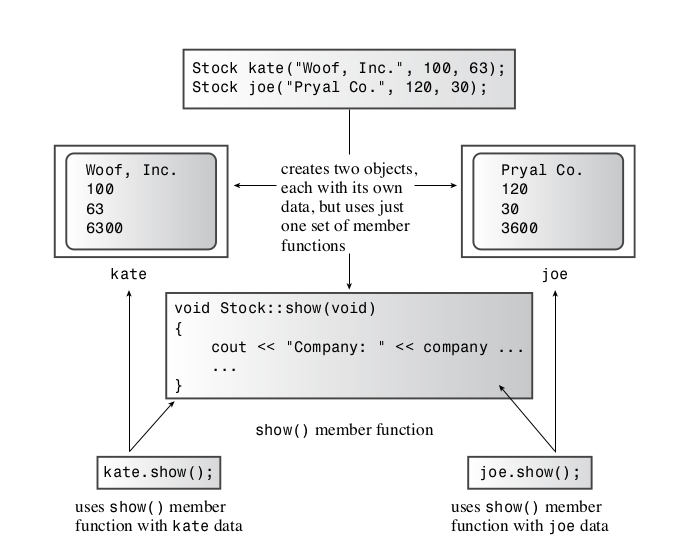 Stock kate("Woof, Inc.", 100, 63);
Stock joe("Pryal Co.", 120, 30);
Woof, Inc.
100
63
6300
kate
creates two objects,
each with its own
data, but uses just
one set of member
functions
Pryal Co.
120
30
3600
joe
void Stock::show(void)
{
    cout << "Company: " << company ...
    ...
}
show() member function
kate.show();
uses show() member
function with kate data
joe.show();
uses show() member
function with joe data